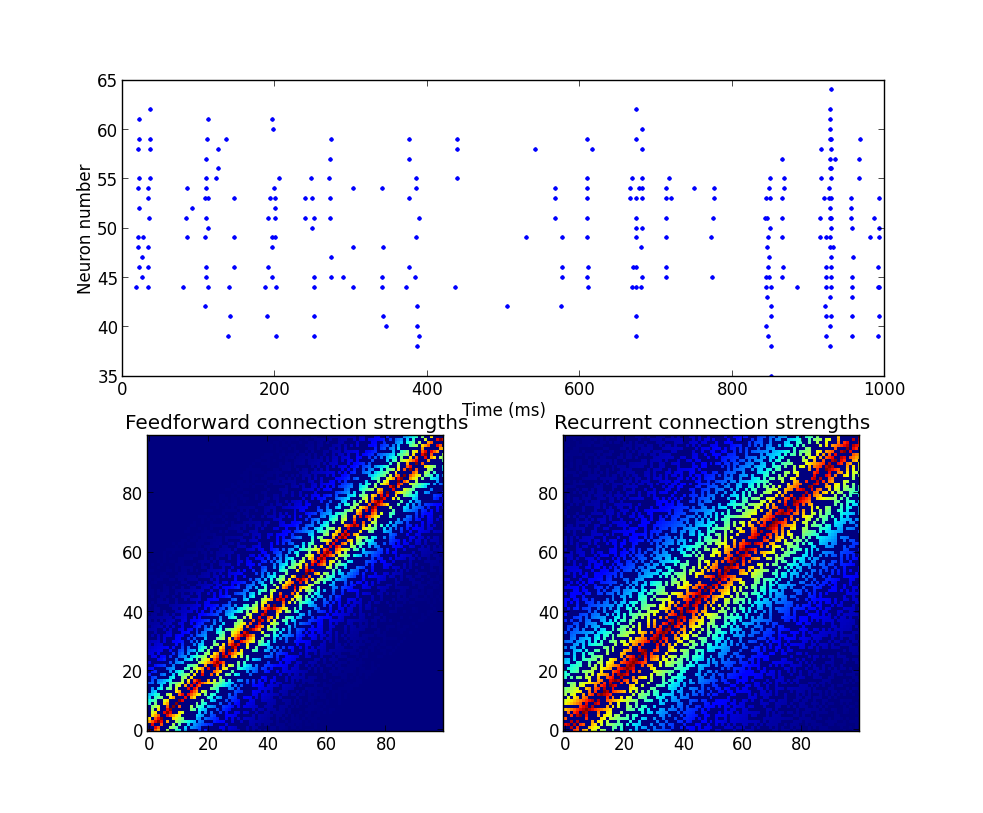 65
60
55
50
45
40
35
Neuron number
0 200 400 600 800 1000
Time (ms)
Feedforward connection strengths
80
60
40
20
0
0 20 40 60 80
Recurrent connection strengths
80
60
40
20
0
0 20 40 60 80